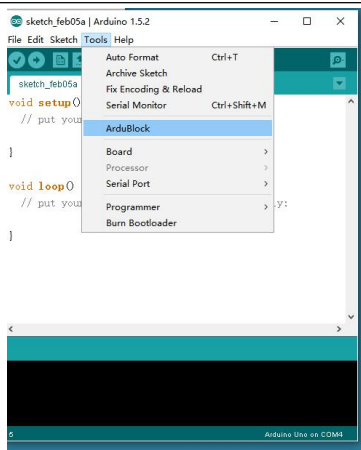 sketch_feb05a | Arduino 1.5.2
File Edit Sketch Tools Help
sketch_feb05a
Auto Format Ctrl+T
Archive Sketch
Fix Encoding & Reload
Serial Monitor Ctrl+Shift+M
ArduBlock
Board
Processor
Serial Port
Programmer
Burn Bootloader
void setup()
// put your
}
void loop()
// put your y:
}
5 Arduino Uno on COM4